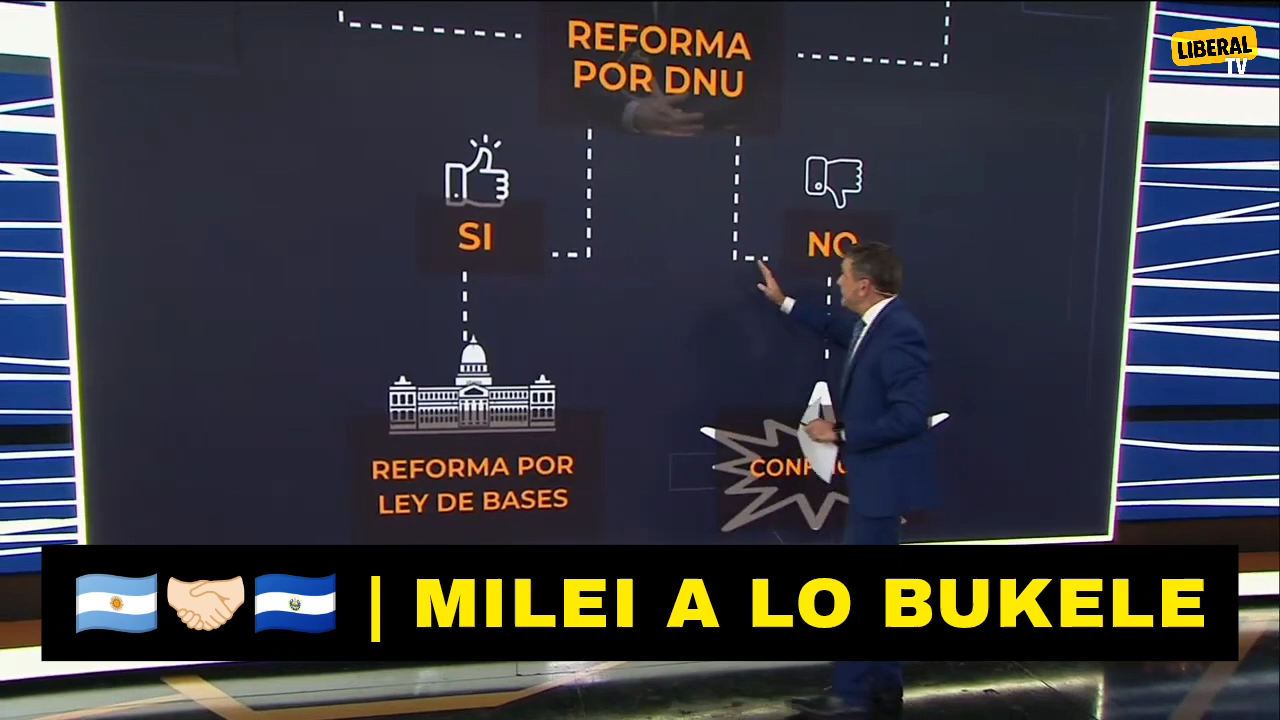 LIBERAL
TV
REFORMA
POR DNU
SI
NO
REFORMA POR
LEY DE BASES
| MILEI A LO BUKELE